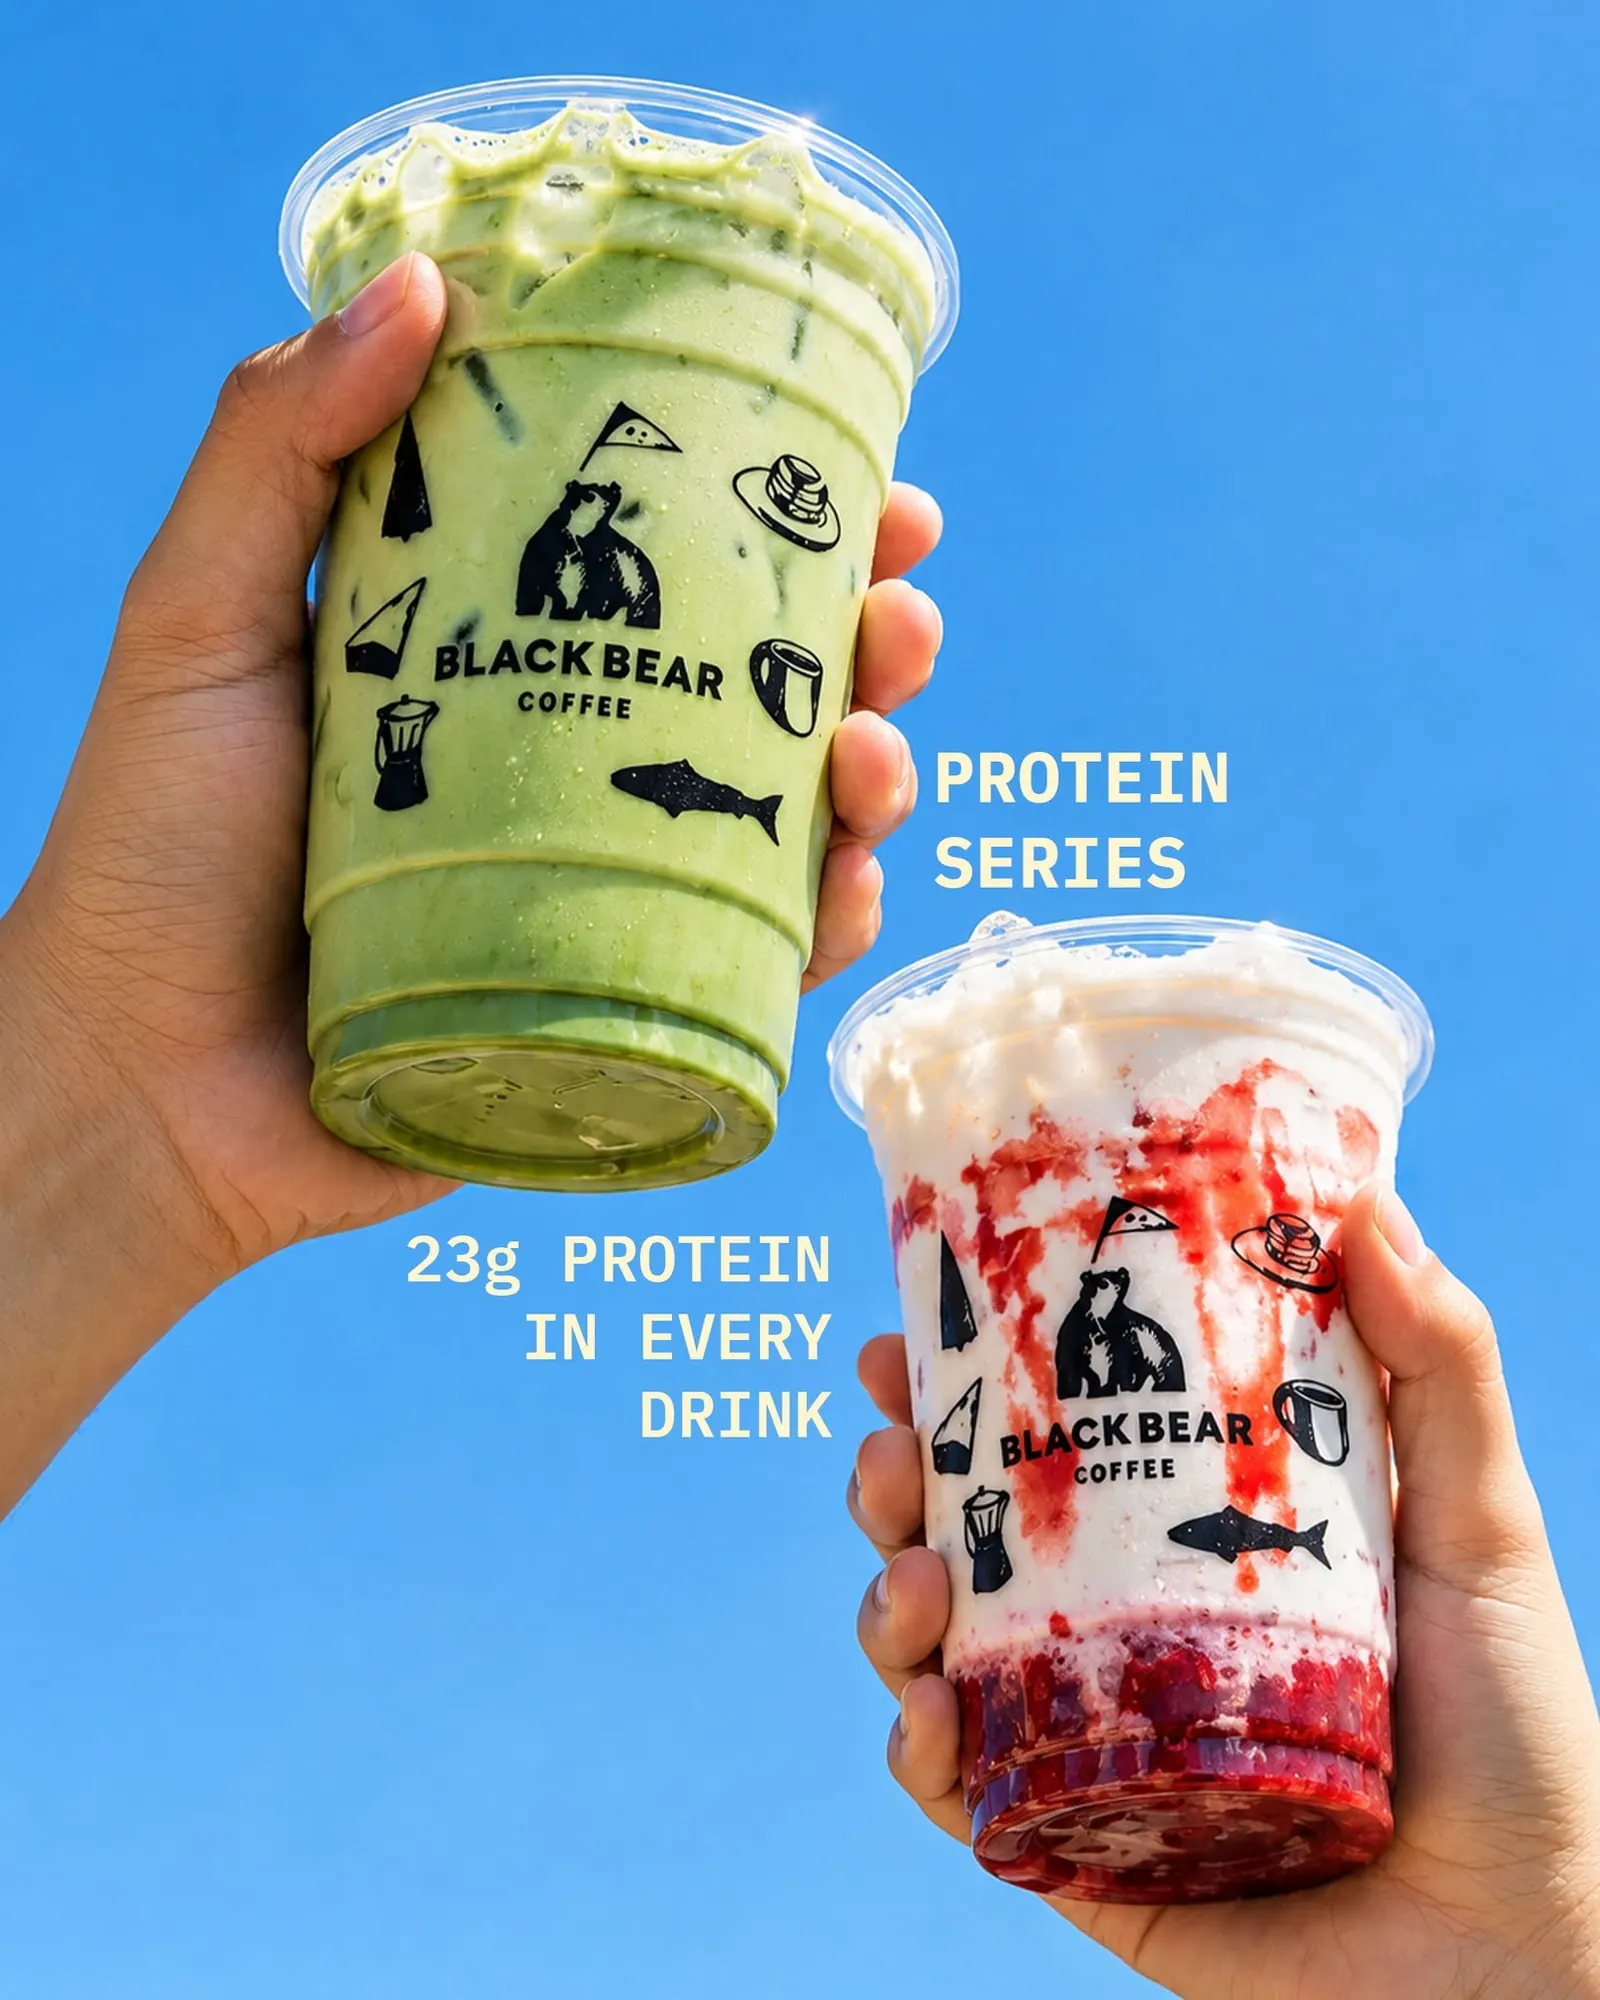 BLACK BEAR
COFFEE
PROTEIN
SERIES
23g PROTEIN
IN EVERY
DRINK
BLACK BEAR
COFFEE